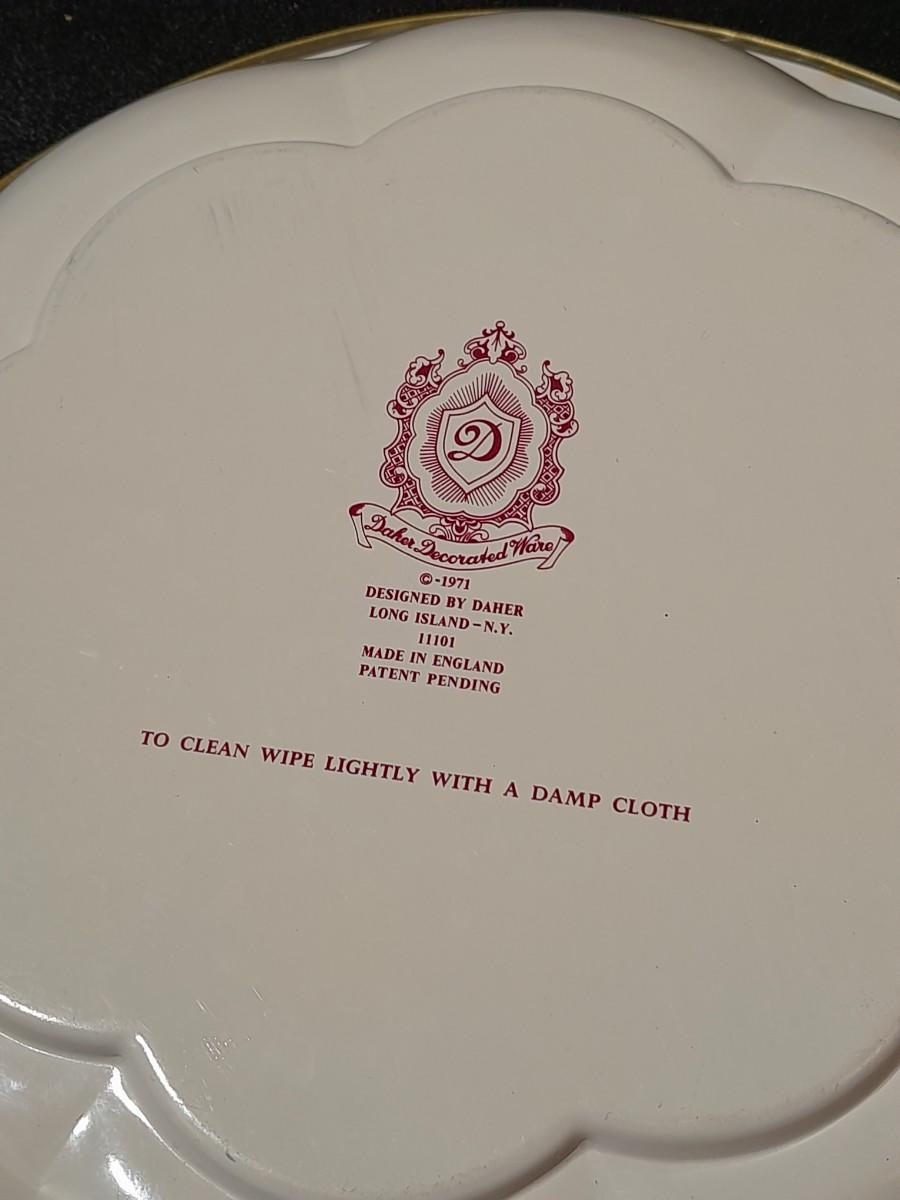 D
Daher Decorated Ware
©-1971
DESIGNED BY DAHER
LONG ISLAND-N.Y.
11101
MADE IN ENGLAND
PATENT PENDING
TO CLEAN WIPE LIGHTLY WITH A DAMP CLOTH